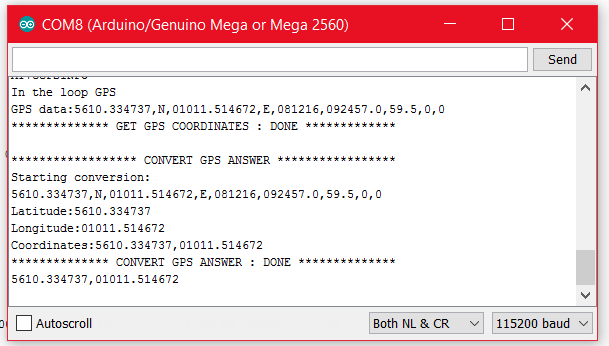 COM8 (Arduino/Genuino Mega or Mega 2560)
Send
In the loop GPS
GPS data:5610.334737,N,01011.514672,E,081216,092457.0,59.5,0,0
************** GET GPS COORDINATES : DONE *************
****************** CONVERT GPS ANSWER *****************
Starting conversion:
5610.334737,N,01011.514672,E,081216,092457.0,59.5,0,0
Latitude:5610.334737
Longitude:01011.514672
Coordinates:5610.334737,01011.514672
************** CONVERT GPS ANSWER : DONE **************
5610.334737,01011.514672
Autoscroll
Both NL & CR
115200 baud